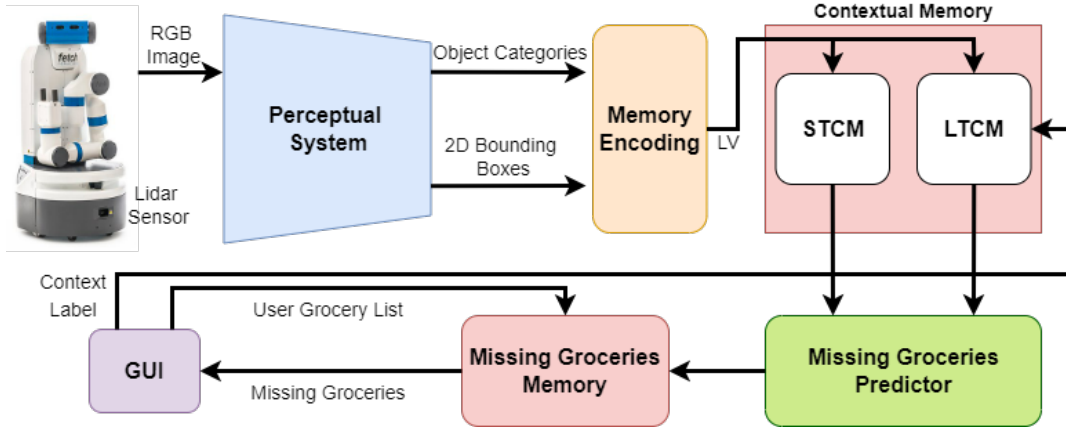 Contextual Memory
RGB
Image
fetch
Object Categories
Perceptual
System
Memory
Encoding
STCM
LTCM
LV
2D Bounding
Boxes
Lidar
Sensor
Context
Label
User Grocery List
GUI
Missing Groceries
Missing Groceries
Memory
Missing Groceries
Predictor